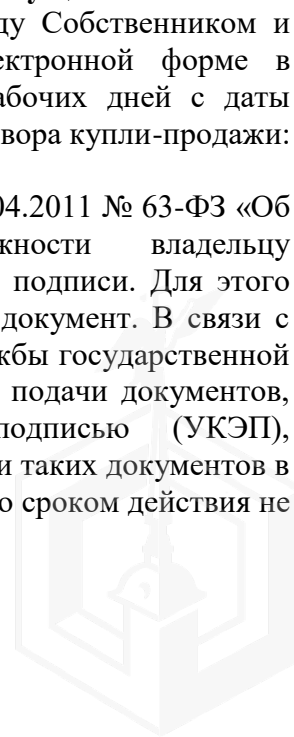 ду Собственником и
ектронной форме в
абочих дней с даты
вора купли-продажи:
04.2011 № 63-ФЗ «Об
жности владельцу
подписи. Для этого
документ. В связи с
жбы государственной
подачи документов,
подписью (УКЭП),
и таких документов в
о сроком действия не